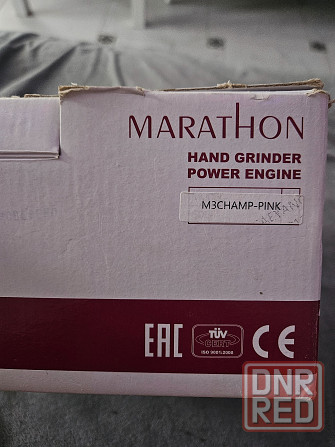 MARATHON
HAND GRINDER
POWER ENGINE
M3CHAMP-PINK
EAC
TÜV
CERT
ISO 9001:2008
CE
DNR
RED